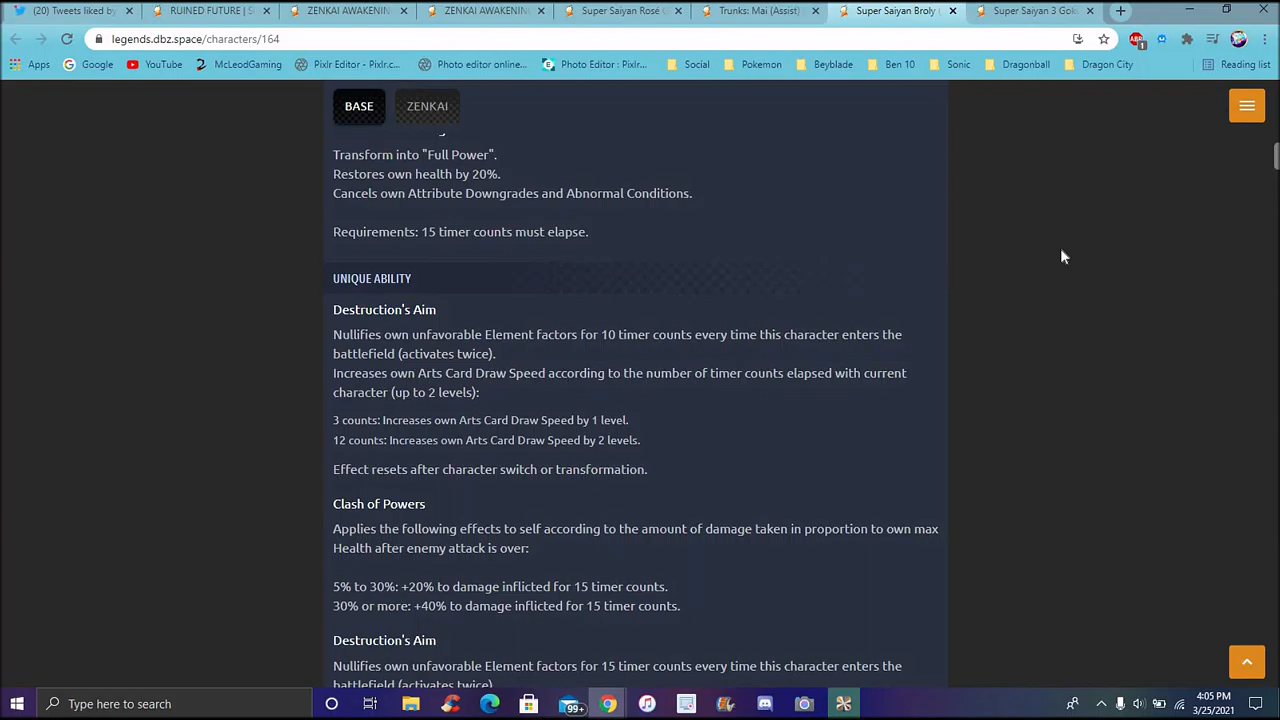 (20) Tweets liked by
RUINED FUTURE | S
ZENKAI AWAKENING
ZENKAI AWAKENING
Super Saiyan Rosé
Trunks: Mai (Assist)
Super Saiyan Broly
Super Saiyan 3 Goku
legends.dbz.space/characters/164
ABP
1
Apps
Google
YouTube
McLeodGaming
Pixlr Editor - Pixlr.c...
Photo editor online...
Photo Editor : Pixlr...
Social
Pokemon
Beyblade
Ben 10
Sonic
Dragonball
Dragon City
Reading list
BASE
ZENKAI
Transform into "Full Power".
Restores own health by 20%.
Cancels own Attribute Downgrades and Abnormal Conditions.
Requirements: 15 timer counts must elapse.
UNIQUE ABILITY
Destruction's Aim
Nullifies own unfavorable Element factors for 10 timer counts every time this character enters the
battlefield (activates twice).
Increases own Arts Card Draw Speed according to the number of timer counts elapsed with current
character (up to 2 levels):
3 counts: Increases own Arts Card Draw Speed by 1 level.
12 counts: Increases own Arts Card Draw Speed by 2 levels.
Effect resets after character switch or transformation.
Clash of Powers
Applies the following effects to self according to the amount of damage taken in proportion to own max
Health after enemy attack is over:
5% to 30%: +20% to damage inflicted for 15 timer counts.
30% or more: +40% to damage inflicted for 15 timer counts.
Destruction's Aim
Nullifies own unfavorable Element factors for 15 timer counts every time this character enters the
battlefield (activates twice).
Type here to search
99+
4:05 PM
3/25/2021